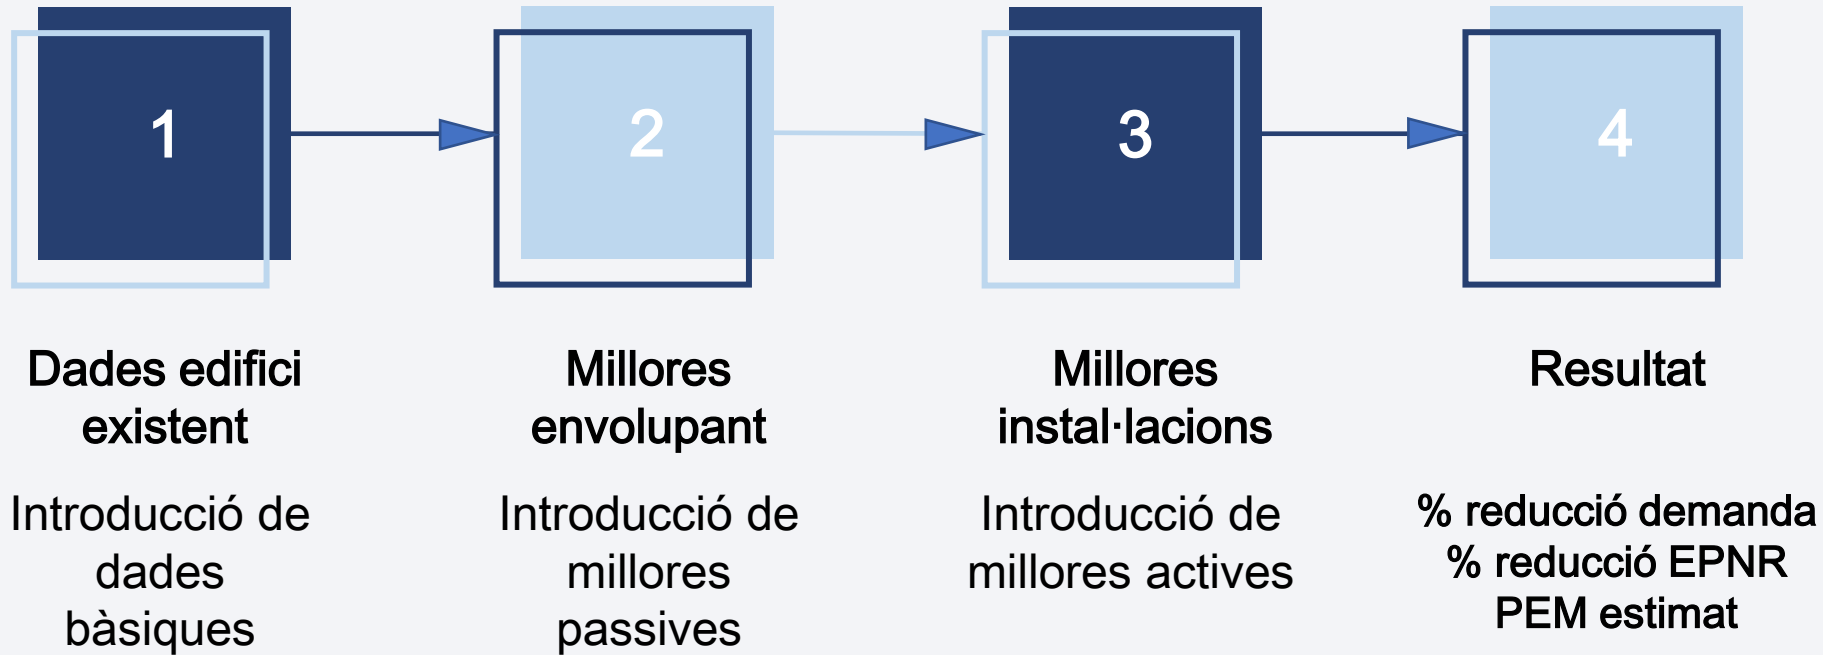 1
2
3
4
Dades edifici
existent
Introducció de
dades
bàsiques
Millores
envolupant
Introducció de
millores
passives
Millores
instal·lacions
Introducció de
millores actives
Resultat
% reducció demanda
% reducció EPNR
PEM estimat